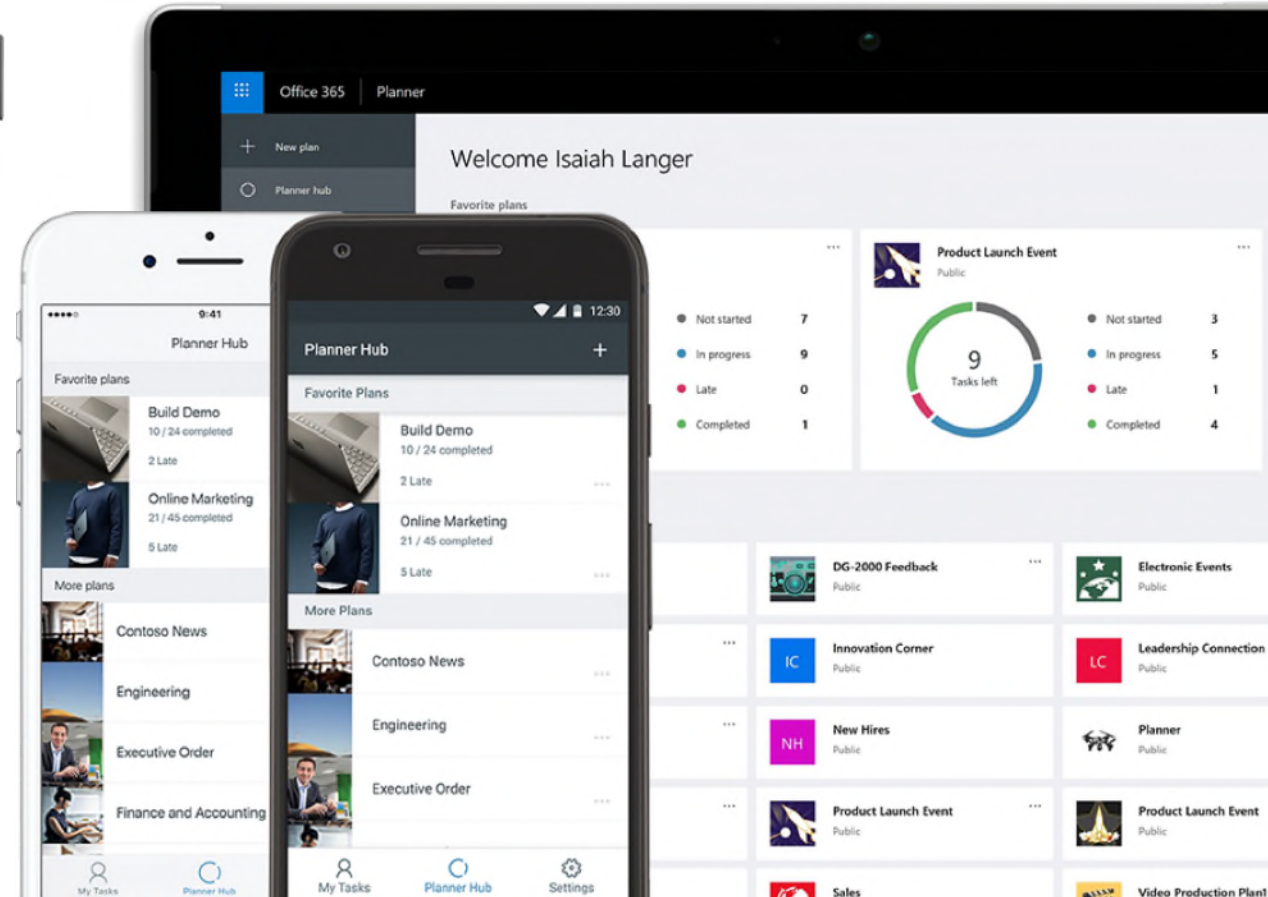 Office 365
Planner
New plan
Planner hub
Welcome Isaiah Langer
Favorite plans
Not started 7
In progress 9
Late 0
Completed 1
Product Launch Event
Public
9
Tasks left
Not started 3
In progress 5
Late 1
Completed 4
DG-2000 Feedback
Public
Electronic Events
Public
IC
Innovation Corner
Public
LC
Leadership Connection
Public
NH
New Hires
Public
Planner
Public
Product Launch Event
Public
Product Launch Event
Public
Sales
Video Production Plan1
9:41
Planner Hub
Favorite plans
Build Demo
10 / 24 completed
2 Late
Online Marketing
21 / 45 completed
5 Late
More plans
Contoso News
Engineering
Executive Order
Finance and Accounting
My Tasks
Planner Hub
12:30
Planner Hub
Favorite Plans
Build Demo
10 / 24 completed
2 Late
Online Marketing
21 / 45 completed
5 Late
More Plans
Contoso News
Engineering
Executive Order
My Tasks
Planner Hub
Settings